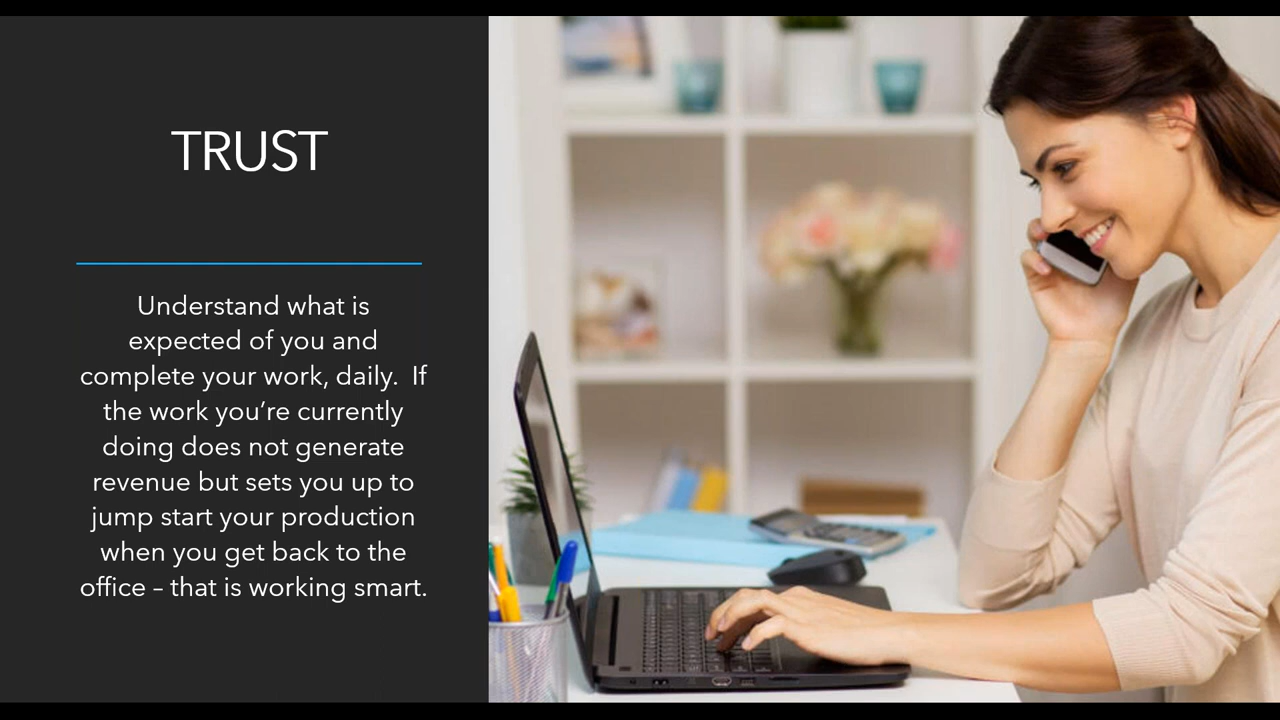 TRUST
Understand what is
expected of you and
complete your work, daily.  If
the work you’re currently
doing does not generate
revenue but sets you up to
jump start your production
when you get back to the
office – that is working smart.